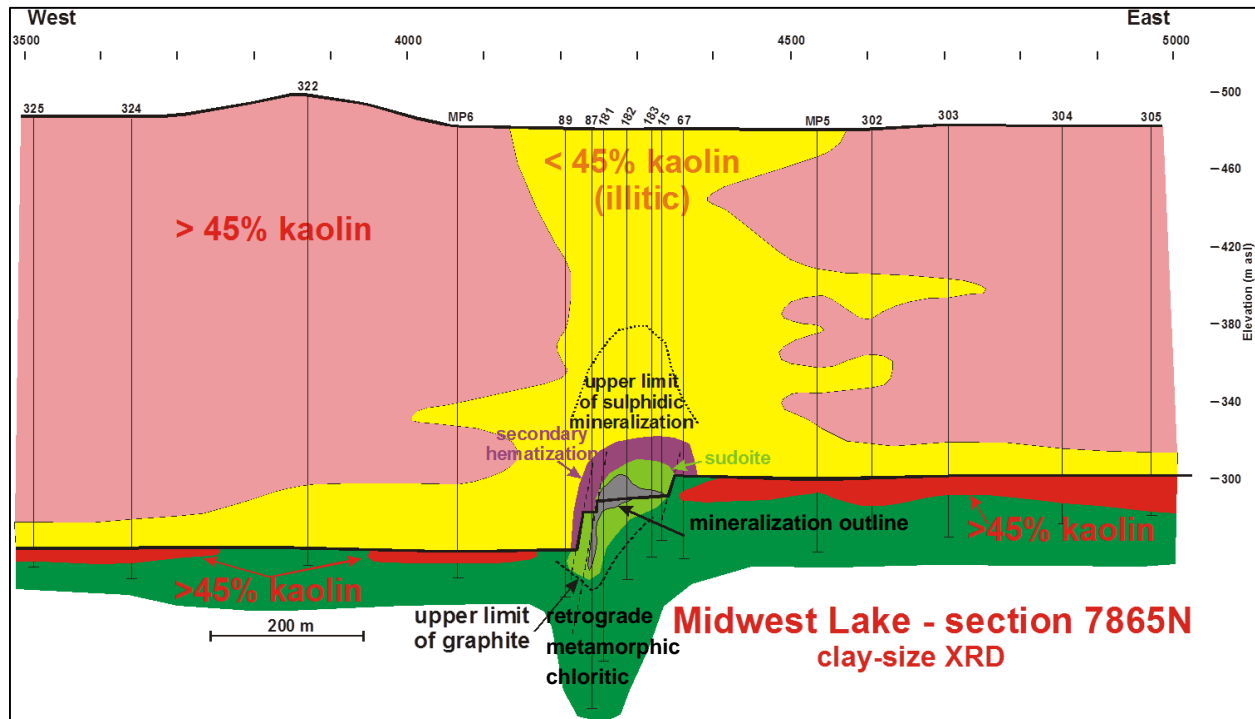 West
East
3500
4000
4500
5000
322
325
324
MP6
89
87
181
182
183
15
67
MP5
302
303
304
305
500
460
420
380
340
300
Elevation (m asl)
< 45% kaolin
(illitic)
> 45% kaolin
upper limit
of sulphidic
mineralization
secondary
hematization
sudoite
mineralization outline
>45% kaolin
>45% kaolin
upper limit
of graphite
retrograde
metamorphic
chloritic
200 m
Midwest Lake - section 7865N
clay-size XRD